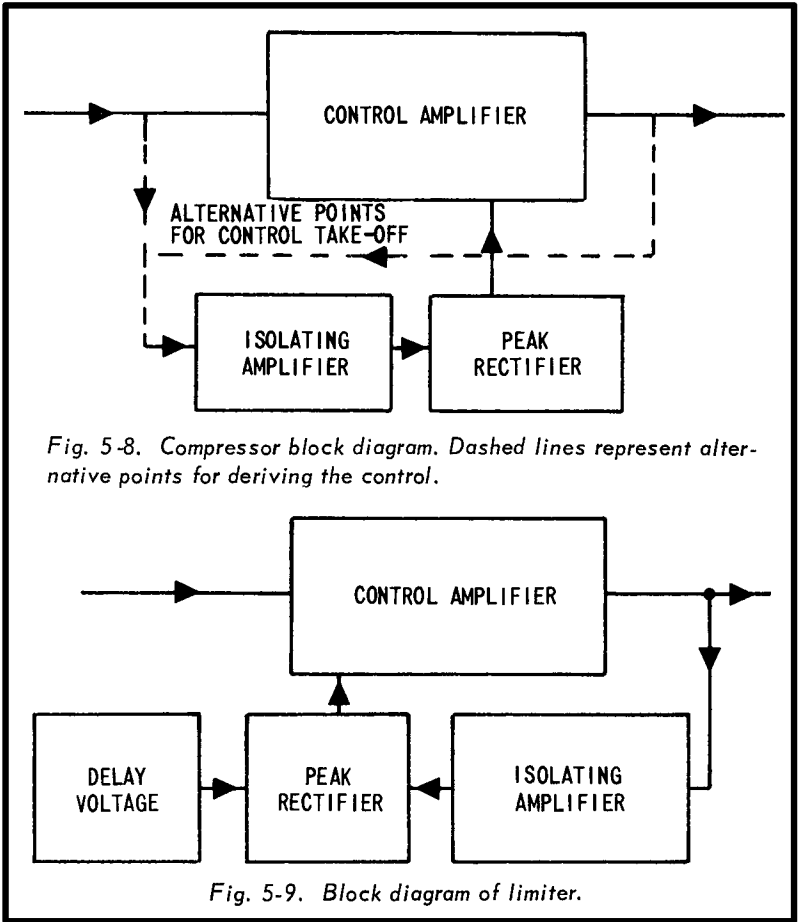 CONTROL AMPLIFIER
ALTERNATIVE POINTS
FOR CONTROL TAKE-OFF
ISOLATING
AMPLIFIER
PEAK
RECTIFIER
Fig. 5-8. Compressor block diagram. Dashed lines represent alter-
native points for deriving the control.
CONTROL AMPLIFIER
DELAY
VOLTAGE
PEAK
RECTIFIER
ISOLATING
AMPLIFIER
Fig. 5-9. Block diagram of limiter.